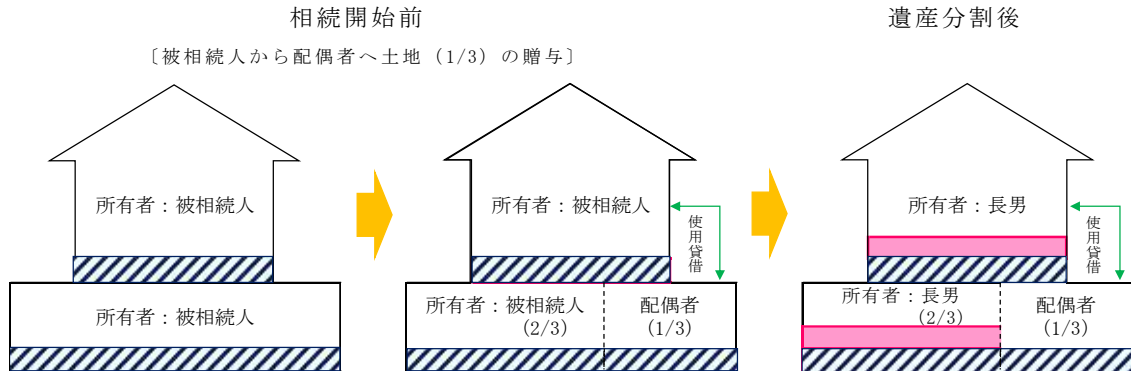 相続開始前
遺産分割後
〔被相続人から配偶者へ土地（1/3）の贈与〕
所有者：被相続人
所有者：被相続人
所有者：長男
使用貸借
使用貸借
所有者：被相続人
所有者：被相続人
(2/3)
配偶者
(1/3)
所有者：長男
(2/3)
配偶者
(1/3)